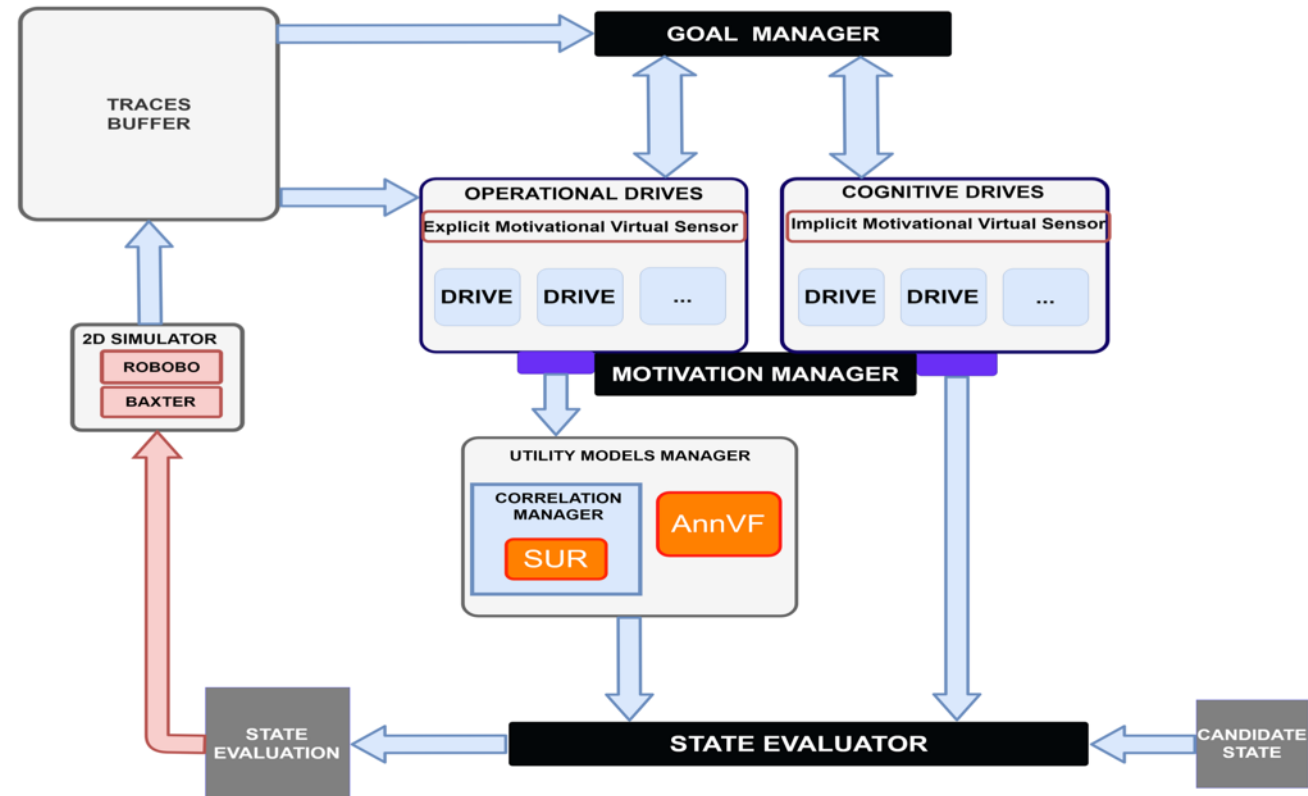 GOAL MANAGER
TRACES
BUFFER
OPERATIONAL DRIVES
Explicit Motivational Virtual Sensor
DRIVE
DRIVE
...
COGNITIVE DRIVES
Implicit Motivational Virtual Sensor
DRIVE
DRIVE
...
2D SIMULATOR
ROBOBO
BAXTER
MOTIVATION MANAGER
UTILITY MODELS MANAGER
CORRELATION
MANAGER
SUR
AnnVF
STATE
EVALUATION
STATE EVALUATOR
CANDIDATE
STATE